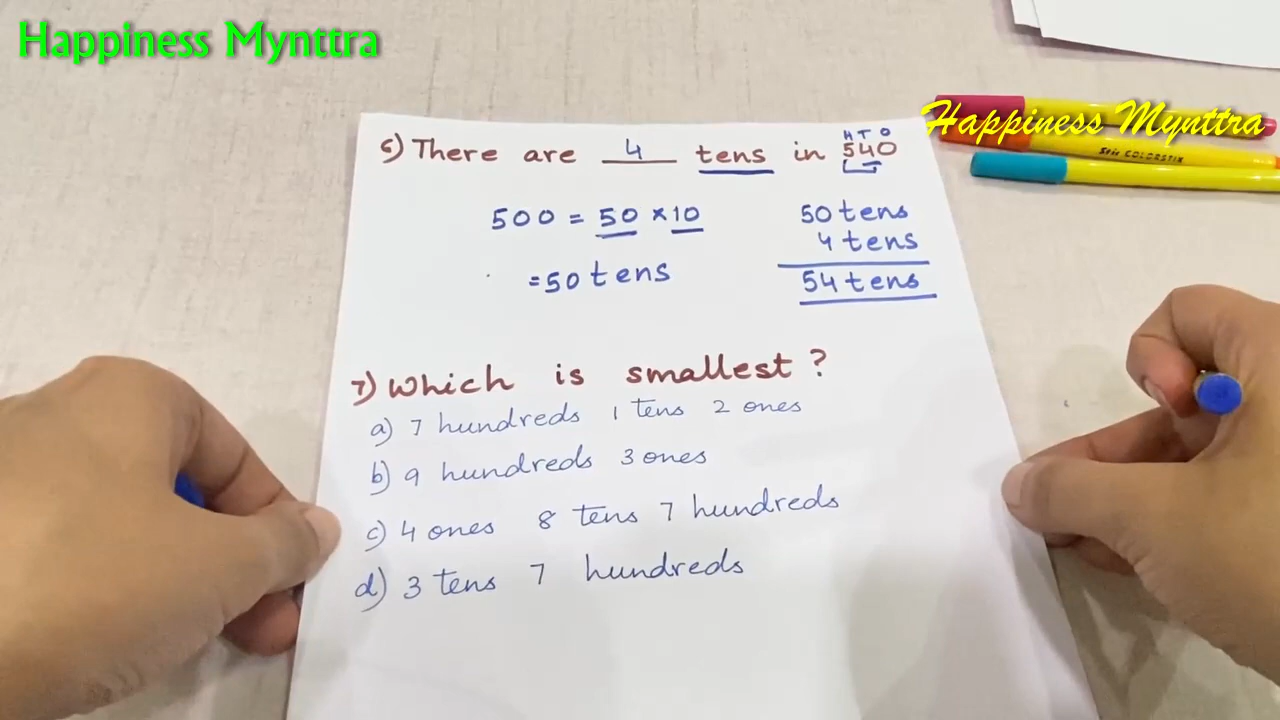 Happiness Mynttra
Happiness Mynttra
Stic COLORSTIX
H T O
6) There are 4 tens in 540
500 = 50 × 10
= 50 tens
50 tens
4 tens
54 tens
7) Which is smallest?
a) 7 hundreds 1 tens 2 ones
b) 9 hundreds 3 ones
c) 4 ones 8 tens 7 hundreds
d) 3 tens 7 hundreds